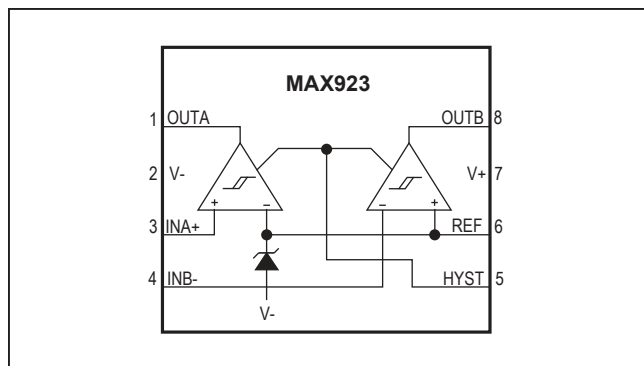 MAX923
1 OUTA
OUTB 8
2 V-
V+ 7
+ -
- +
3 INA+
REF 6
4 INB-
HYST 5
V-